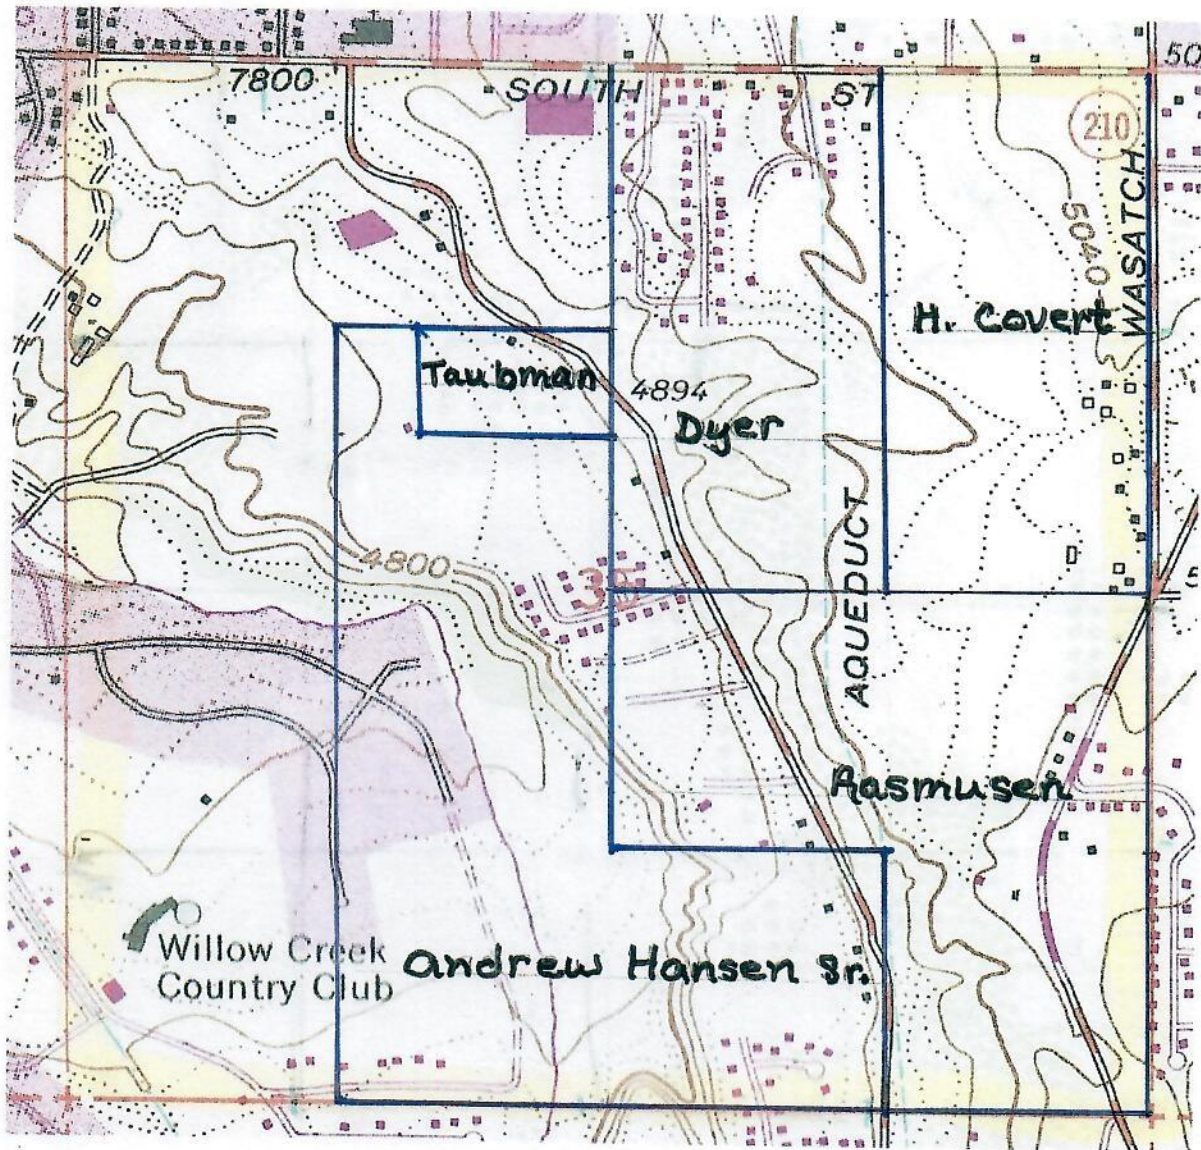 50
7800 SOUTH ST
210
WASATCH
5040
H. Covert
Taubman
4894
Dyer
AQUEDUCT
4800
35
Rasmusen
Willow Creek
Country Club
Andrew Hansen Sr.